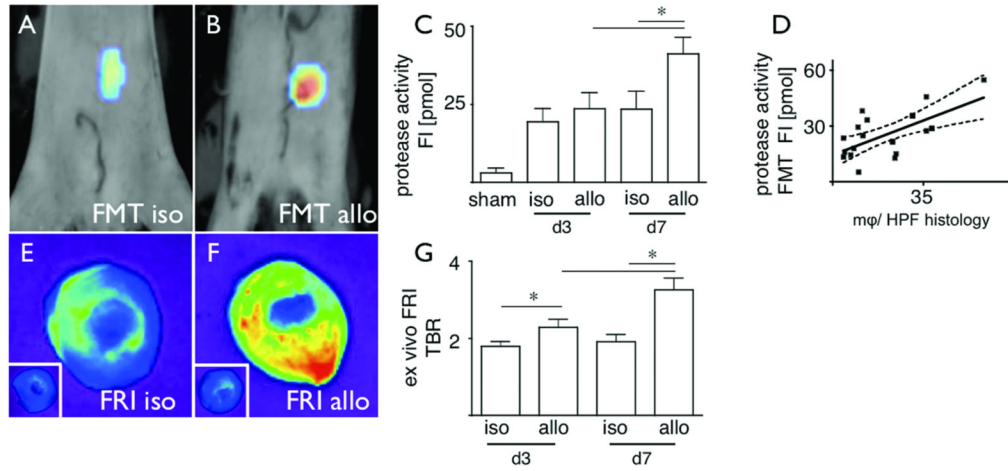 A
FMT iso
B
FMT allo
C
protease activity
FI [pmol]
50
25
sham
iso
allo
iso
allo
d3
d7
*
D
protease activity
FMT FI [pmol]
60
30
35
mφ/ HPF histology
E
FRI iso
F
FRI allo
G
ex vivo FRI
TBR
4
2
0
*
*
iso
allo
iso
allo
d3
d7